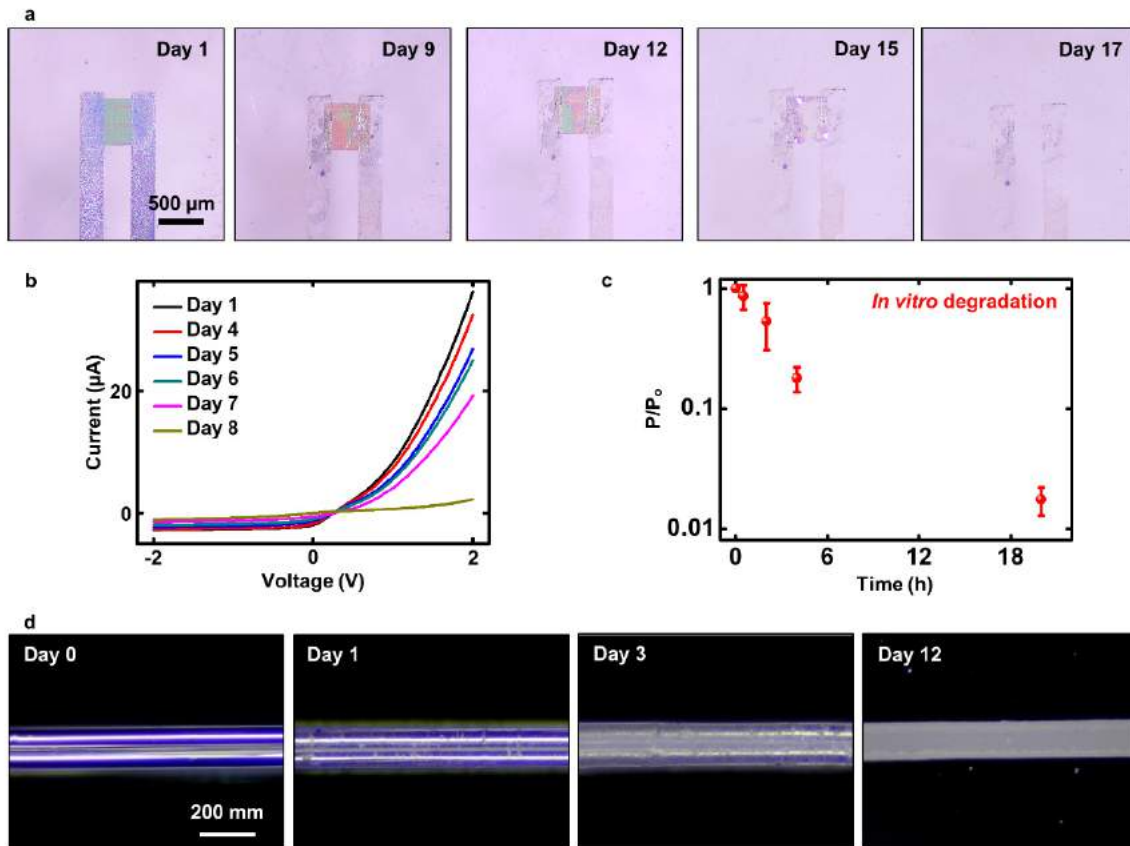 a
Day 1
Day 9
Day 12
Day 15
Day 17
500 µm
b
Day 1
Day 4
Day 5
Day 6
Day 7
Day 8
Current (µA)
20
0
-2
0
2
Voltage (V)
c
In vitro degradation
P/Po
1
0.1
0.01
0
6
12
18
Time (h)
d
Day 0
Day 1
Day 3
Day 12
200 mm